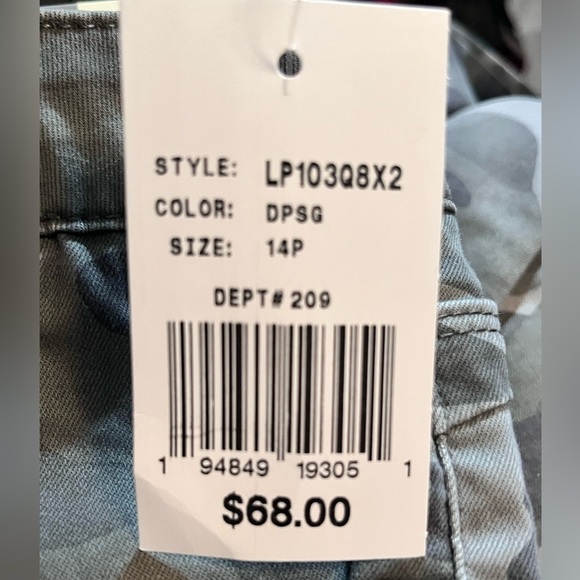 STYLE: LP103Q8X2
COLOR: DPSG
SIZE: 14P
DEPT# 209
1 94849 19305 1
$68.00